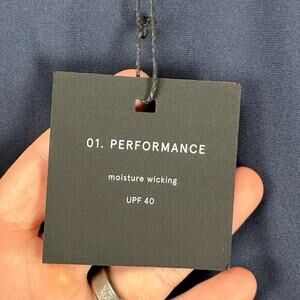 01. PERFORMANCE
moisture wicking
UPF 40